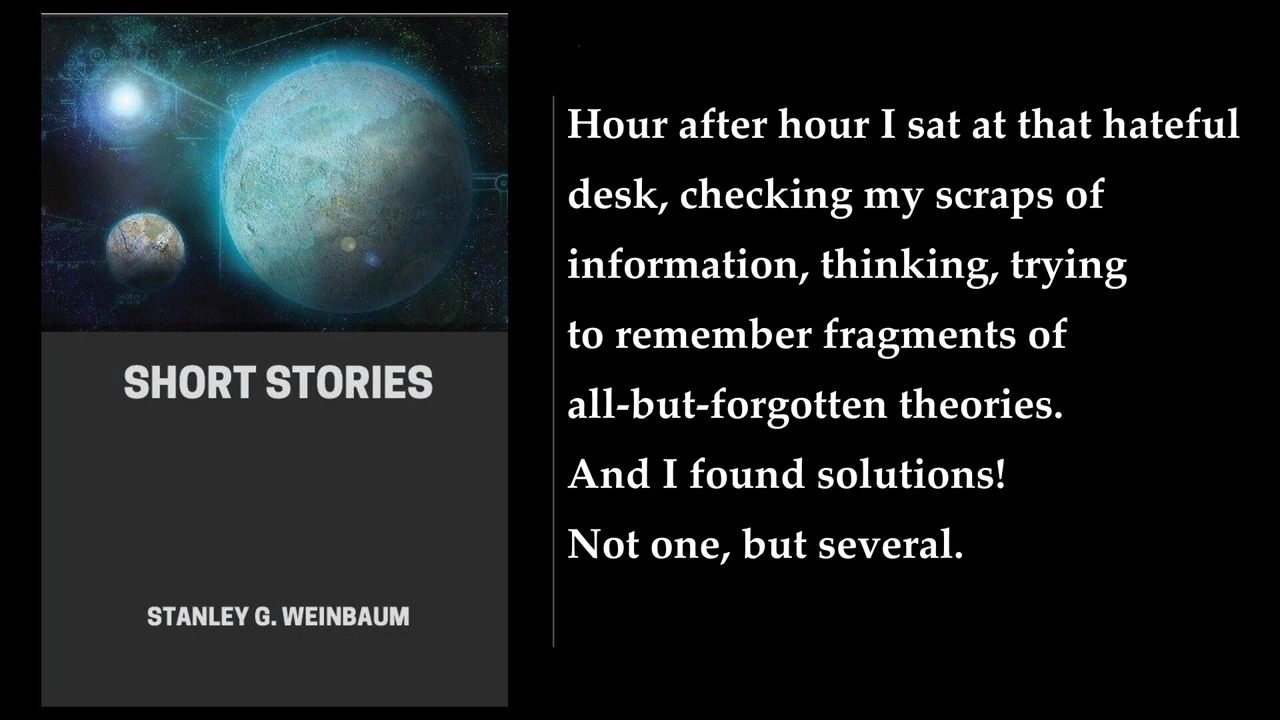 SHORT STORIES
STANLEY G. WEINBAUM
Hour after hour I sat at that hateful
desk, checking my scraps of
information, thinking, trying
to remember fragments of
all-but-forgotten theories.
And I found solutions!
Not one, but several.